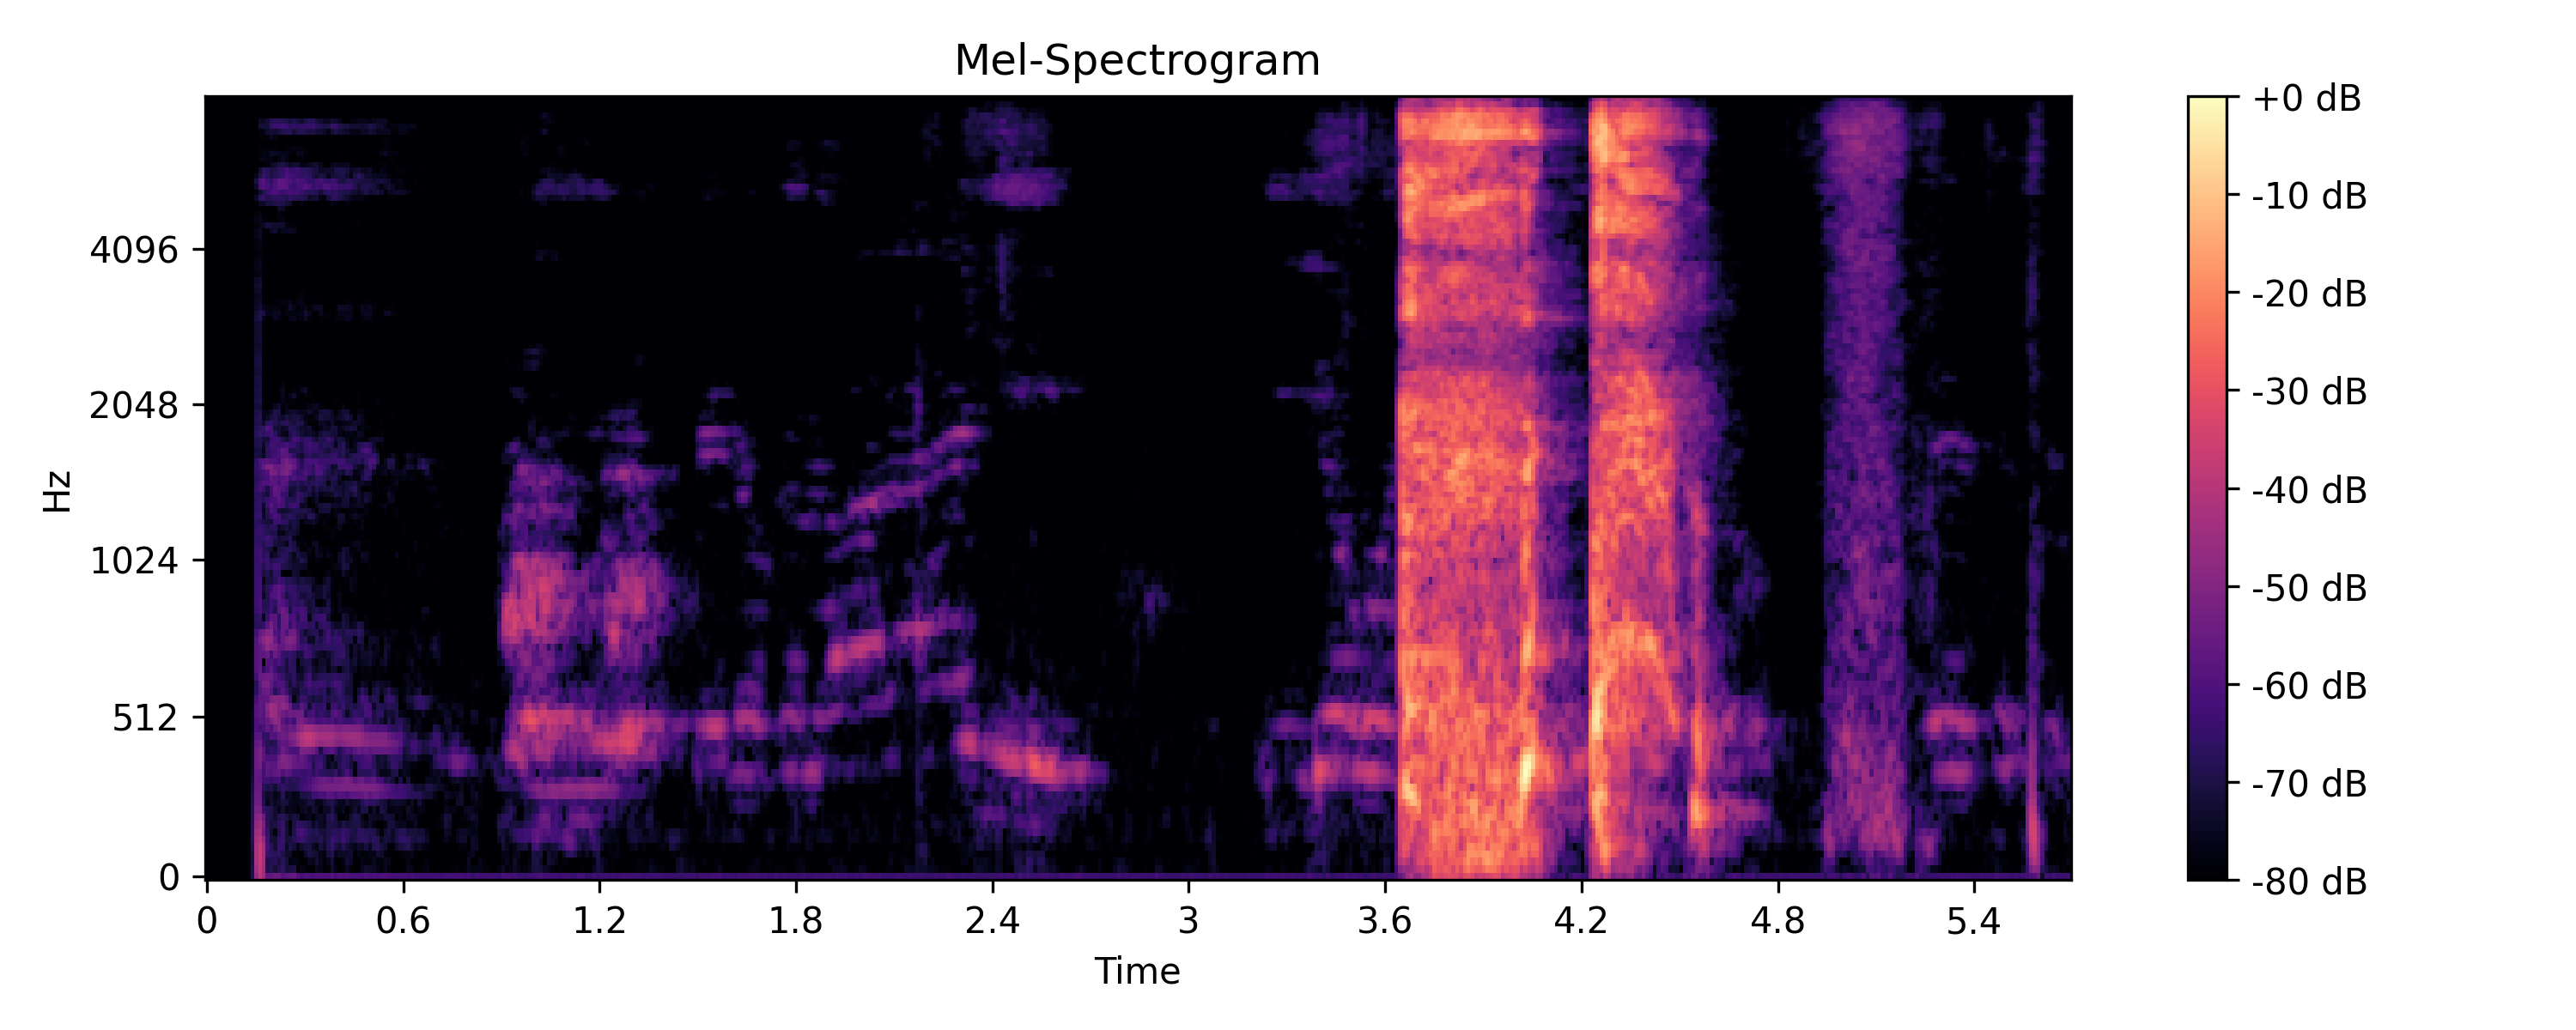 Mel-Spectrogram
+0 dB
-10 dB
4096
-20 dB
-30 dB
2048
Hz
-40 dB
1024
-50 dB
-60 dB
512
-70 dB
0
-80 dB
0 0.6 1.2 1.8 2.4 3 3.6 4.2 4.8 5.4
Time